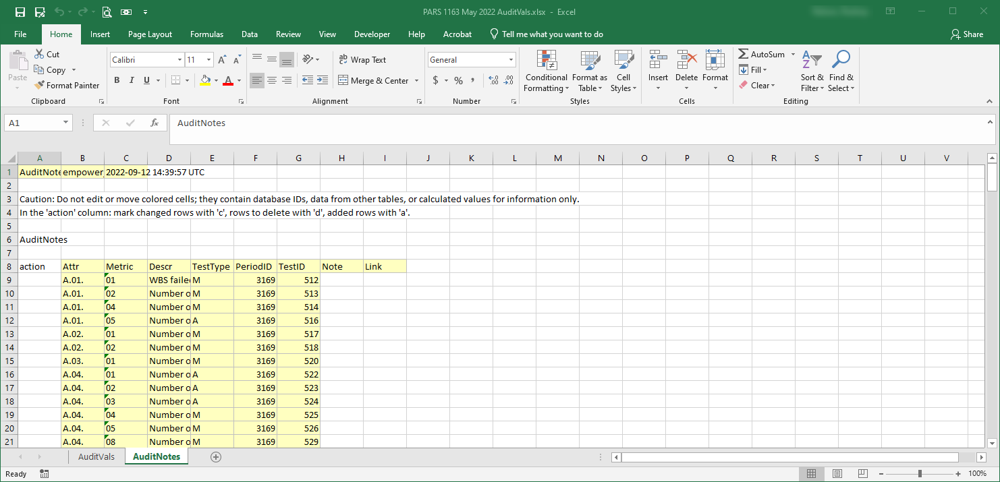 PARS 1163 May 2022 AuditVals.xlsx - Excel
File Home Insert Page Layout Formulas Data Review View Developer Help Acrobat Tell me what you want to do Share
Paste
Cut
Copy
Format Painter
Clipboard
Calibri 11
B I U
Font
Wrap Text
Merge & Center
Alignment
General
$ % ,
Number
Conditional Formatting
Format as Table
Cell Styles
Styles
Insert Delete Format
Cells
AutoSum
Fill
Clear
Sort & Filter
Find & Select
Editing
A1 fx AuditNotes
A B C D E F G H I J K L M N O P Q R S T U V
1 AuditNote empower_ 2022-09-12 14:39:57 UTC
2
3 Caution: Do not edit or move colored cells; they contain database IDs, data from other tables, or calculated values for information only.
4 In the 'action' column: mark changed rows with 'c', rows to delete with 'd', added rows with 'a'.
5
6 AuditNotes
7
8 action Attr Metric Descr TestType PeriodID TestID Note Link
9 A.01. 01 WBS failed M 3169 512
10 A.01. 02 Number o M 3169 513
11 A.01. 04 Number o M 3169 514
12 A.01. 05 Number o A 3169 516
13 A.02. 01 Number o M 3169 517
14 A.02. 02 Number o M 3169 518
15 A.03. 01 Number o M 3169 520
16 A.04. 01 Number o A 3169 522
17 A.04. 02 Number o A 3169 523
18 A.04. 03 Number o A 3169 524
19 A.04. 04 Number o M 3169 525
20 A.04. 05 Number o M 3169 526
21 A.04. 08 Number o M 3169 529
AuditVals AuditNotes
Ready 100%